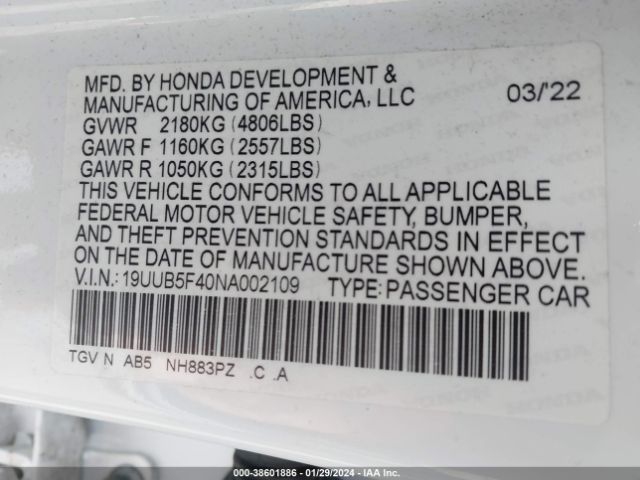 MFD. BY HONDA DEVELOPMENT &
MANUFACTURING OF AMERICA, LLC 03/'22
GVWR 2180KG (4806LBS)
GAWR F 1160KG (2557LBS)
GAWR R 1050KG (2315LBS)
THIS VEHICLE CONFORMS TO ALL APPLICABLE
FEDERAL MOTOR VEHICLE SAFETY, BUMPER,
AND THEFT PREVENTION STANDARDS IN EFFECT
ON THE DATE OF MANUFACTURE SHOWN ABOVE.
V.I.N.: 19UUB5F40NA002109 TYPE: PASSENGER CAR
TGV N AB5 NH883PZ .C .A
000-38601886 - 01/29/2024 - IAAI.COM